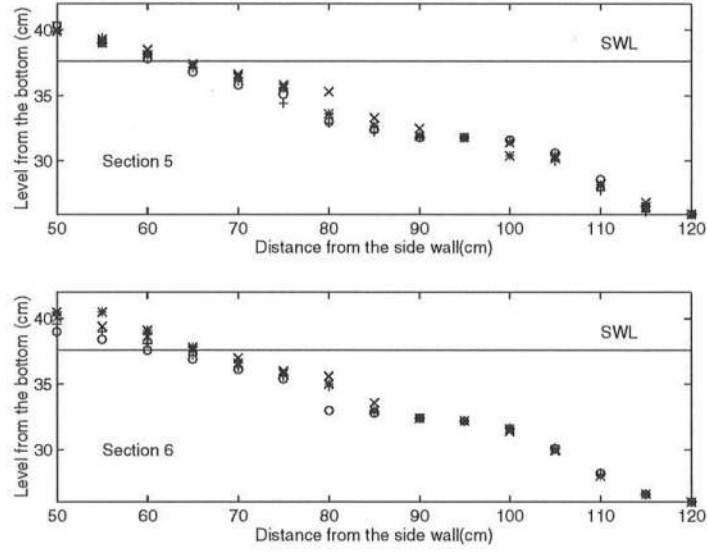 Level from the bottom (cm)
40
35
30
SWL
Section 5
50 60 70 80 90 100 110 120
Distance from the side wall(cm)
Level from the bottom (cm)
40
35
30
SWL
Section 6
50 60 70 80 90 100 110 120
Distance from the side wall(cm)